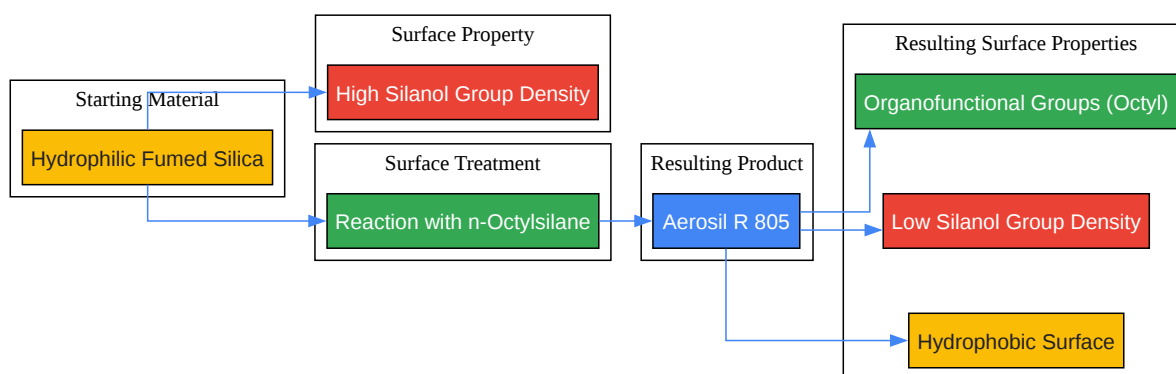 Starting Material
Hydrophilic Fumed Silica
Surface Property
High Silanol Group Density
Surface Treatment
Reaction with n-Octylsilane
Resulting Product
Aerosil R 805
Resulting Surface Properties
Organofunctional Groups (Octyl)
Low Silanol Group Density
Hydrophobic Surface